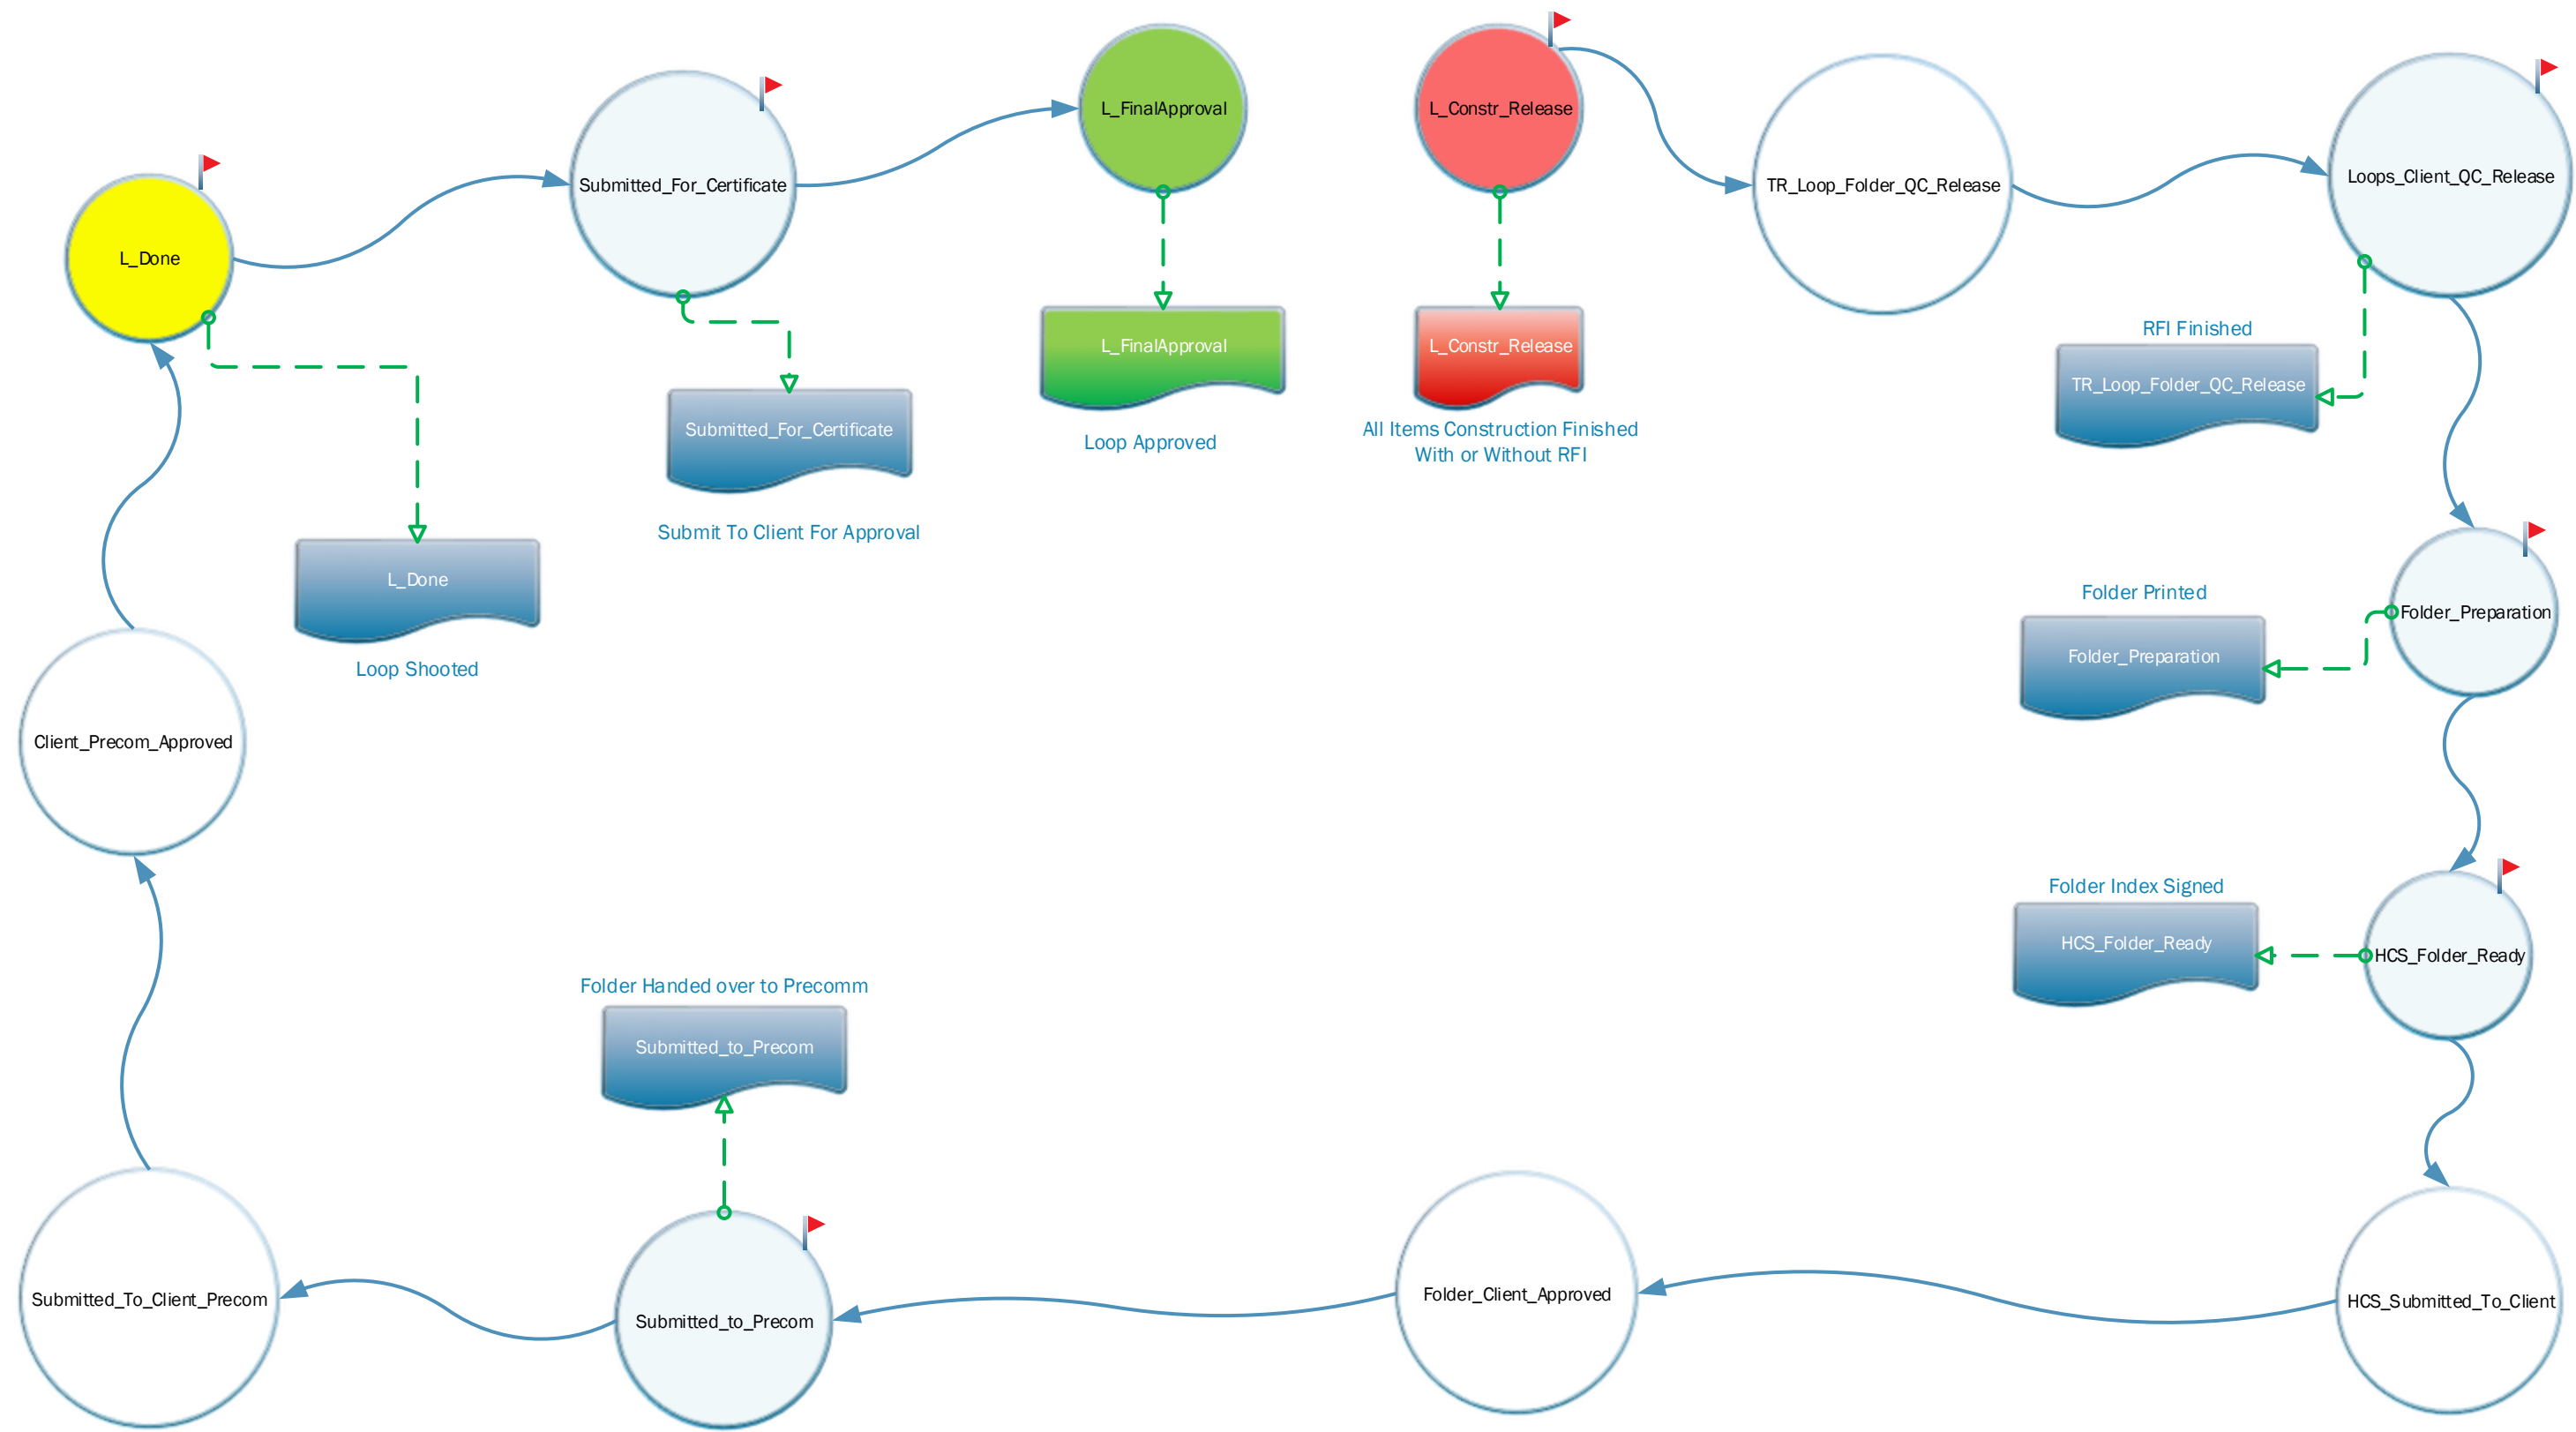 L_FinalApproval
L_Constr_Release
TR_Loop_Folder_QC_Release
Loops_Client_QC_Release
Submitted_For_Certificate
L_Done
L_FinalApproval
Loop Approved
L_Constr_Release
All Items Construction Finished
With or Without RFI
RFI Finished
TR_Loop_Folder_QC_Release
Submitted_For_Certificate
Submit To Client For Approval
L_Done
Loop Shooted
Folder Printed
Folder_Preparation
Folder_Preparation
Client_Precom_Approved
Folder Index Signed
HCS_Folder_Ready
HCS_Folder_Ready
Folder Handed over to Precomm
Submitted_to_Precom
Submitted_To_Client_Precom
Submitted_to_Precom
Folder_Client_Approved
HCS_Submitted_To_Client